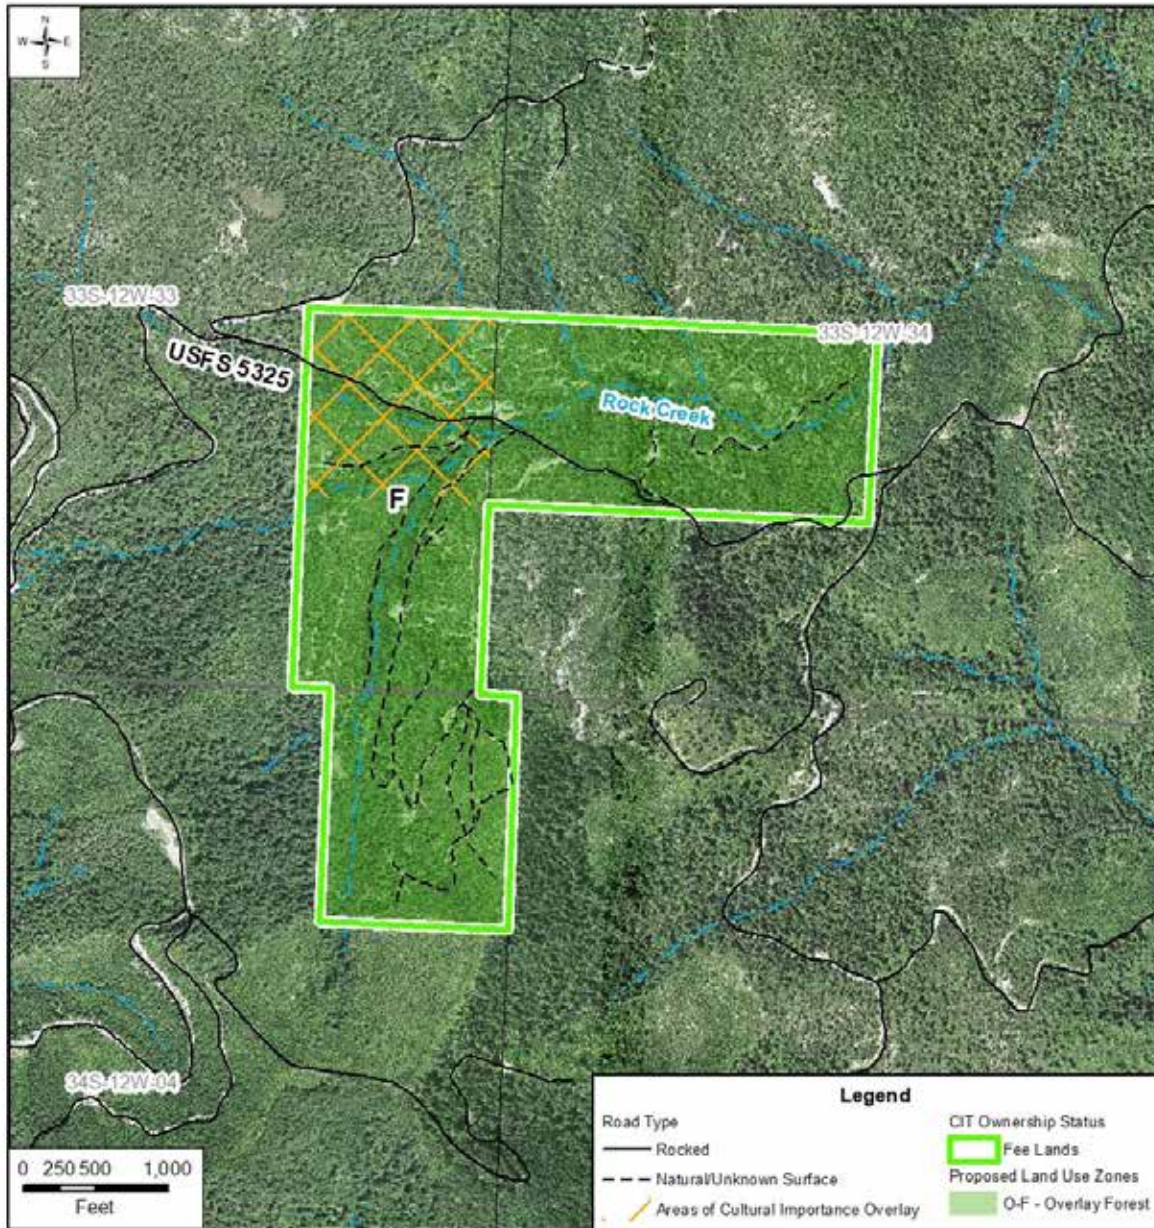 N
W E
S
33S-12W-33
33S-12W-34
USFS 5325
Rock Creek
F
34S-12W-04
0 250 500 1,000
Feet
Legend
Road Type
Rocked
Natural/Unknown Surface
Areas of Cultural Importance Overlay
CIT Ownership Status
Fee Lands
Proposed Land Use Zones
O-F - Overlay Forest